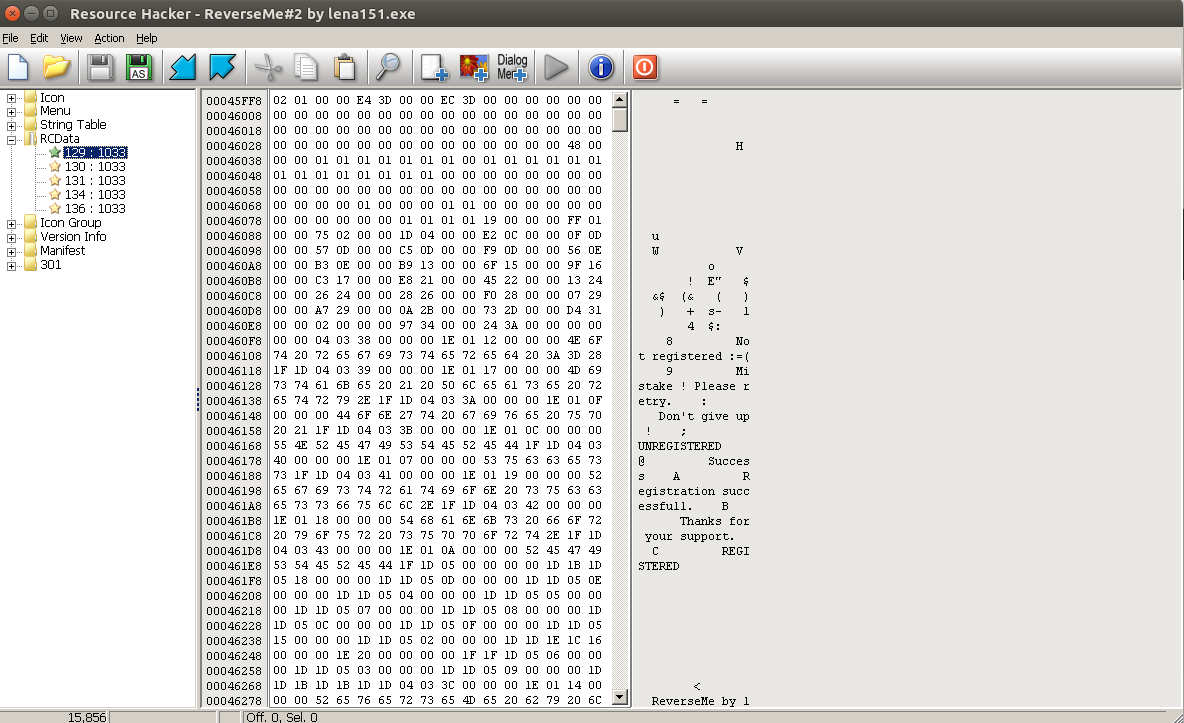 Resource Hacker - ReverseMe#2 by lena151.exe
File Edit View Action Help
AS
Dialog
Menu
Icon
Menu
String Table
RCData
129 : 1033
130 : 1033
131 : 1033
134 : 1033
136 : 1033
Icon Group
Version Info
Manifest
301
00045FF8 02 01 00 00 E4 3D 00 00 EC 3D 00 00 00 00 00 00 = =
00046008 00 00 00 00 00 00 00 00 00 00 00 00 00 00 00 00
00046018 00 00 00 00 00 00 00 00 00 00 00 00 00 00 00 00
00046028 00 00 00 00 00 00 00 00 00 00 00 00 00 00 48 00 H
00046038 00 00 01 01 01 01 01 01 01 01 01 01 01 01 01 01
00046048 01 01 01 01 01 01 00 00 00 00 00 00 00 00 00 00
00046058 00 00 00 00 00 00 00 00 00 00 00 00 00 00 00 00
00046068 00 00 00 00 01 00 00 00 01 01 00 00 00 00 00 00
00046078 00 00 00 00 00 00 01 01 01 01 19 00 00 00 FF 01
00046088 00 00 75 02 00 00 1D 04 00 00 E2 0C 00 00 0F 0D u
00046098 00 00 57 0D 00 00 C5 0D 00 00 F9 0D 00 00 56 0E W V
000460A8 00 00 B3 0E 00 00 B9 13 00 00 6F 15 00 00 9F 16 o
000460B8 00 00 C3 17 00 00 E8 21 00 00 45 22 00 00 13 24 ! E" $
000460C8 00 00 26 24 00 00 28 26 00 00 F0 28 00 00 07 29 &$ (& ( )
000460D8 00 00 A7 29 00 00 0A 2B 00 00 73 2D 00 00 D4 31 ) + s- 1
000460E8 00 00 02 00 00 00 97 34 00 00 24 3A 00 00 00 00 4 $:
000460F8 00 00 04 03 38 00 00 00 1E 01 12 00 00 00 4E 6F 8 No
00046108 74 20 72 65 67 69 73 74 65 72 65 64 20 3A 3D 28 t registered :=(
00046118 1F 1D 04 03 39 00 00 00 1E 01 17 00 00 00 4D 69 9 Mi
00046128 73 74 61 6B 65 20 21 20 50 6C 65 61 73 65 20 72 stake ! Please r
00046138 65 74 72 79 2E 1F 1D 04 03 3A 00 00 00 1E 01 0F etry. :
00046148 00 00 00 44 6F 6E 27 74 20 67 69 76 65 20 75 70 Don't give up
00046158 20 21 1F 1D 04 03 3B 00 00 00 1E 01 0C 00 00 00 ! ;
00046168 55 4E 52 45 47 49 53 54 45 52 45 44 1F 1D 04 03 UNREGISTERED
00046178 40 00 00 00 1E 01 07 00 00 00 53 75 63 63 65 73 @ Succes
00046188 73 1F 1D 04 03 41 00 00 00 1E 01 19 00 00 00 52 s A R
00046198 65 67 69 73 74 72 61 74 69 6F 6E 20 73 75 63 63 egistration succ
000461A8 65 73 73 66 75 6C 6C 2E 1F 1D 04 03 42 00 00 00 essfull. B
000461B8 1E 01 18 00 00 00 54 68 61 6E 6B 73 20 66 6F 72 Thanks for
000461C8 20 79 6F 75 72 20 73 75 70 70 6F 72 74 2E 1F 1D your support.
000461D8 04 03 43 00 00 00 1E 01 0A 00 00 00 52 45 47 49 C REGI
000461E8 53 54 45 52 45 44 1F 1D 05 00 00 00 00 1D 1B 1D STERED
000461F8 05 18 00 00 00 1D 1D 05 0D 00 00 00 1D 1D 05 0E
00046208 00 00 00 1D 1D 05 04 00 00 00 1D 1D 05 05 00 00
00046218 00 1D 1D 05 07 00 00 00 1D 1D 05 08 00 00 00 1D
00046228 1D 05 0C 00 00 00 1D 1D 05 0F 00 00 00 1D 1D 05
00046238 15 00 00 00 1D 1D 05 02 00 00 00 1D 1D 1E 1C 16
00046248 00 00 00 1E 20 00 00 00 00 1F 1F 1D 05 06 00 00
00046258 00 1D 1D 05 03 00 00 00 1D 1D 05 09 00 00 00 1D
00046268 1D 1B 1D 1B 1D 1D 04 03 3C 00 00 00 1E 01 14 00 <
00046278 00 00 52 65 76 65 72 73 65 4D 65 20 62 79 20 6C ReverseMe by l
15,856
Off. 0, Sel. 0